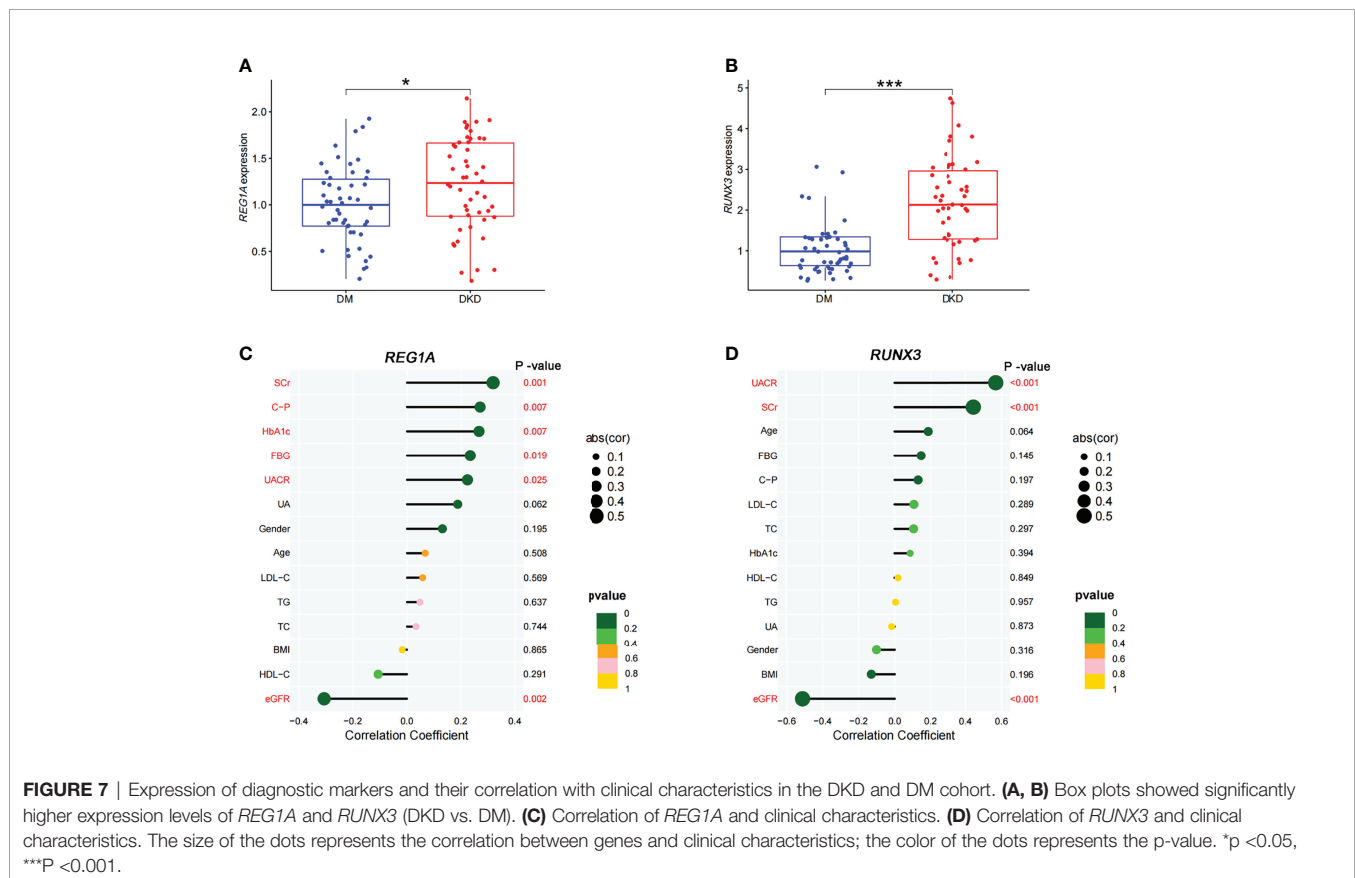 A
*
2.0
1.5
1.0
0.5
REG1A expression
DM
DKD
B
***
5
4
3
2
1
RUNX3 expression
DM
DKD
C
REG1A
P -value
SCr 0.001
C−P 0.007
HbA1c 0.007
FBG 0.019
UACR 0.025
UA 0.062
Gender 0.195
Age 0.508
LDL−C 0.569
TG 0.637
TC 0.744
BMI 0.865
HDL−C 0.291
eGFR 0.002
−0.4 −0.2 0.0 0.2 0.4
Correlation Coefficient
abs(cor)
0.1
0.2
0.3
0.4
0.5
pvalue
0
0.2
0.4
0.6
0.8
1
D
RUNX3
P -value
UACR <0.001
SCr <0.001
Age 0.064
FBG 0.145
C−P 0.197
LDL−C 0.289
TC 0.297
HbA1c 0.394
HDL−C 0.849
TG 0.957
UA 0.873
Gender 0.316
BMI 0.196
eGFR <0.001
−0.6 −0.4 −0.2 0.0 0.2 0.4 0.6
Correlation Coefficient
abs(cor)
0.1
0.2
0.3
0.4
0.5
pvalue
0
0.2
0.4
0.6
0.8
1
FIGURE 7 | Expression of diagnostic markers and their correlation with clinical characteristics in the DKD and DM cohort. (A, B) Box plots showed significantly
higher expression levels of REG1A and RUNX3 (DKD vs. DM). (C) Correlation of REG1A and clinical characteristics. (D) Correlation of RUNX3 and clinical
characteristics. The size of the dots represents the correlation between genes and clinical characteristics; the color of the dots represents the p-value. *p <0.05,
***P <0.001.